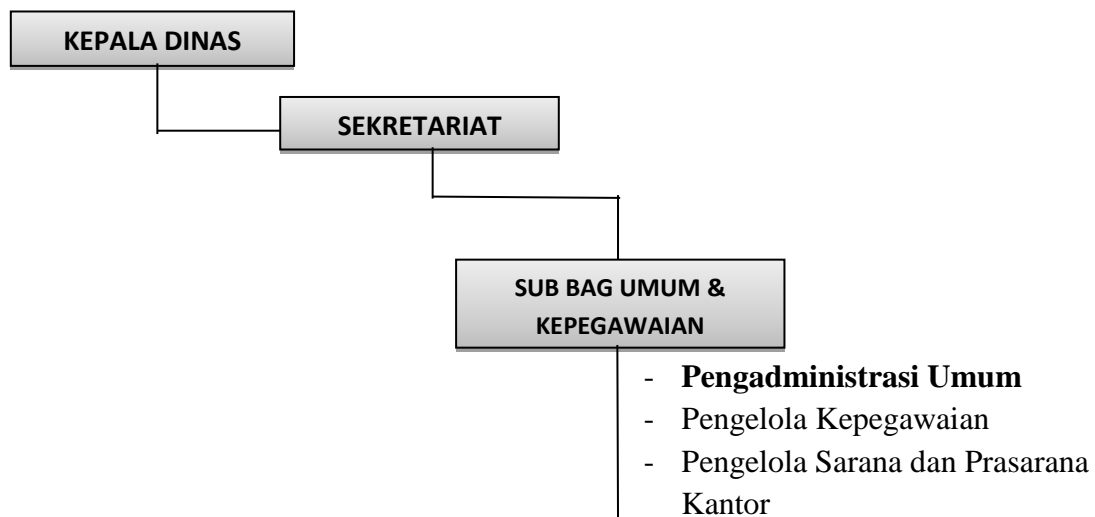 KEPALA DINAS
SEKRETARIAT
SUB BAG UMUM &
KEPEGAWAIAN
- Pengadministrasi Umum
- Pengelola Kepegawaian
- Pengelola Sarana dan Prasarana
Kantor